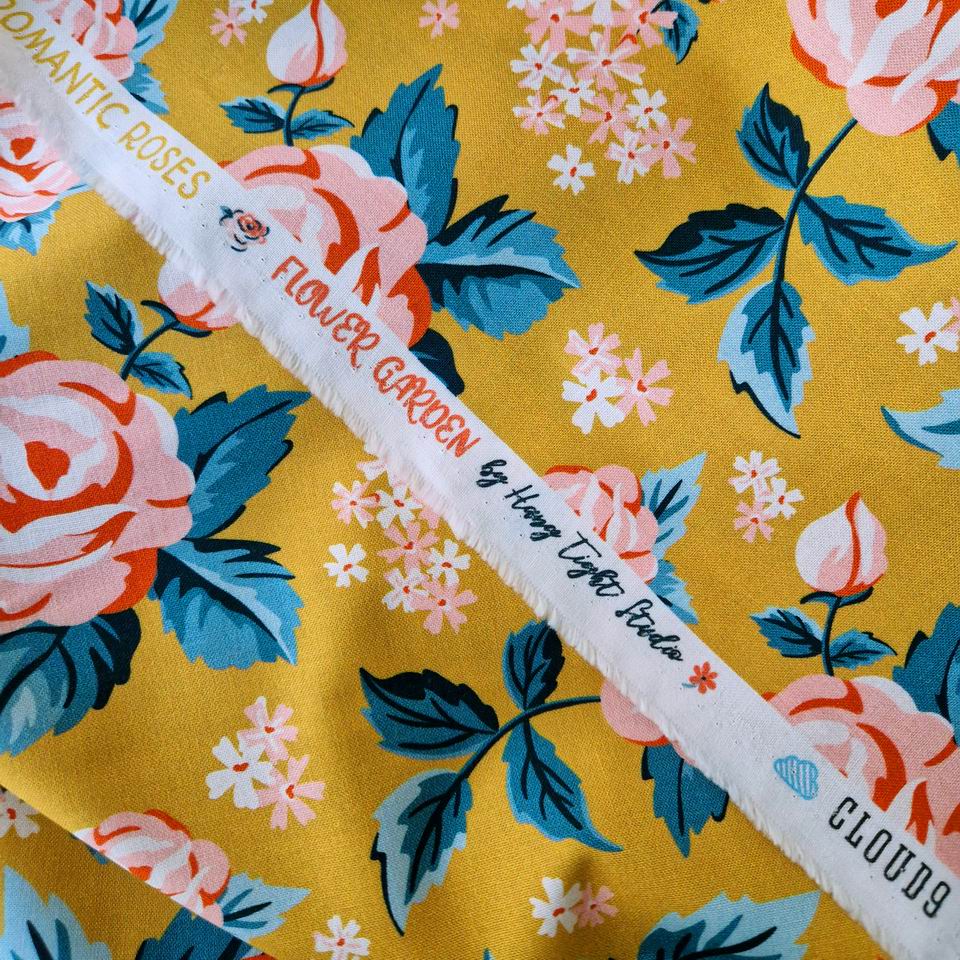 ROMANTIC ROSES
FLOWER GARDEN by Hang Tight Studio
CLOUD9